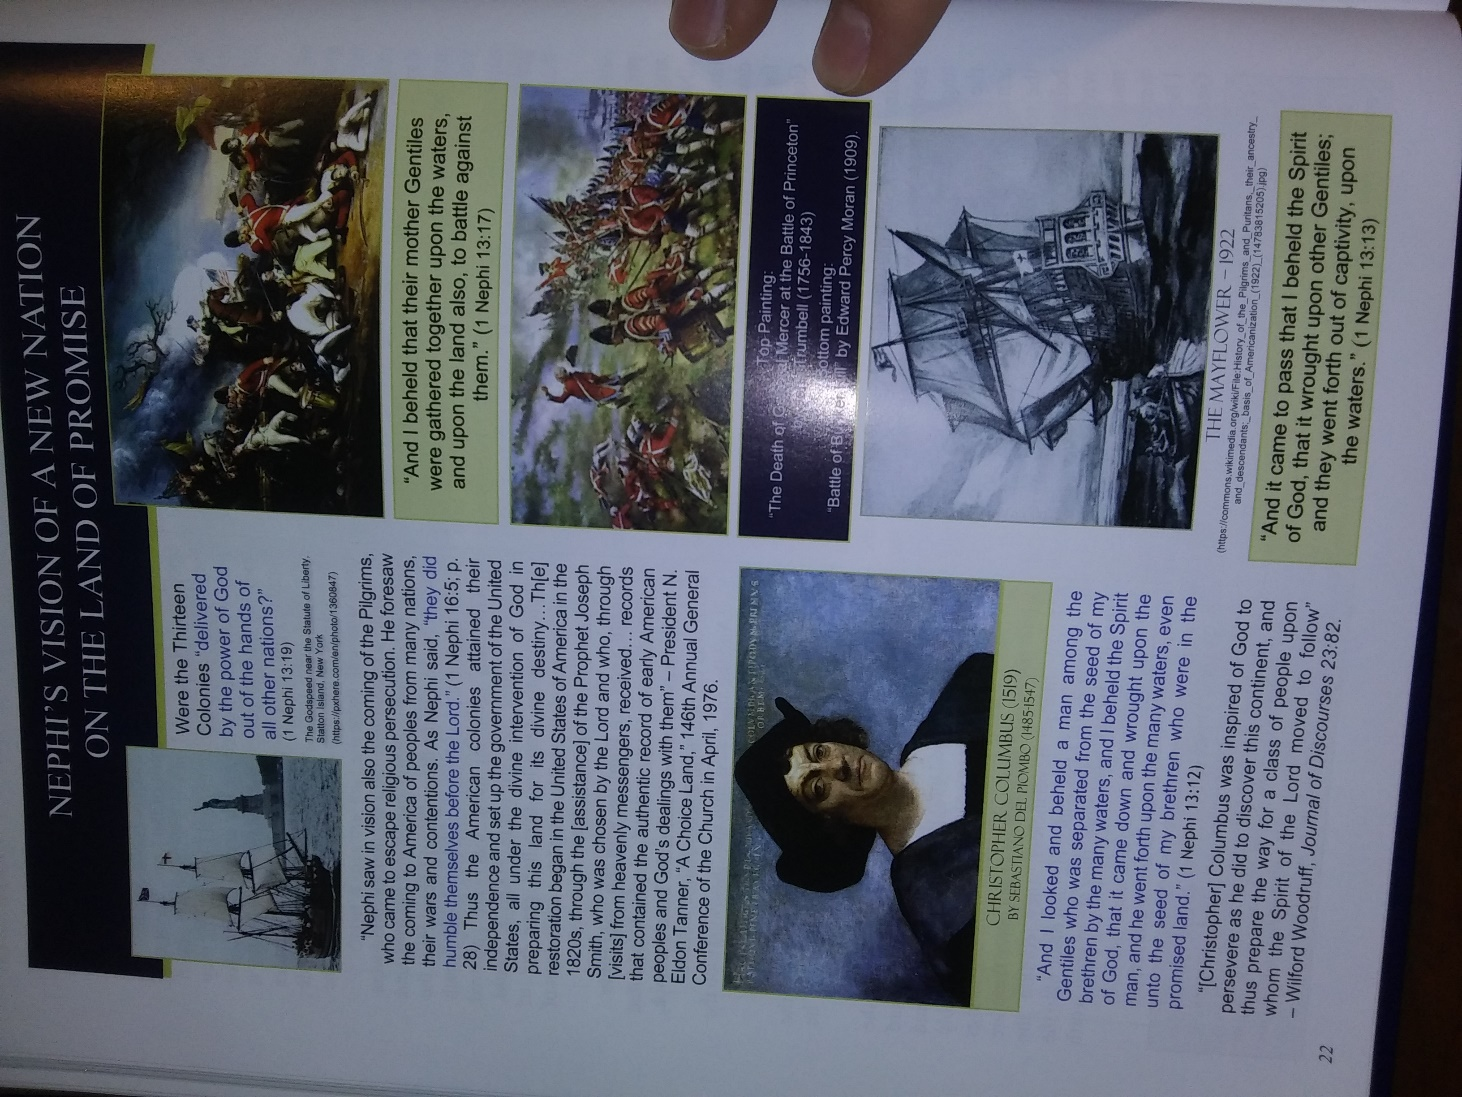 NEPHI'S VISION OF A NEW NATION
ON THE LAND OF PROMISE
Were the Thirteen
Colonies "delivered
by the power of God
out of the hands of
all other nations?"
(1 Nephi 13:19)
The Godspeed near the Statute of Liberty,
Staton Island, New York
(https://pxhere.com/en/photo/1360847)
"Nephi saw in vision also the coming of the Pilgrims,
who came to escape religious persecution. He foresaw
the coming to America of peoples from many nations,
their wars and contentions. As Nephi said, "they did
humble themselves before the Lord." (1 Nephi 16:5; p.
28) Thus the American colonies attained their
independence and set up the government of the United
States, all under the divine intervention of God in
preparing this land for its divine destiny…Th[e]
restoration began in the United States of America in the
1820s, through the [assistance] of the Prophet Joseph
Smith, who was chosen by the Lord and who, through
[visits] from heavenly messengers, received… records
that contained the authentic record of early American
peoples and God's dealings with them" – President N.
Eldon Tanner, "A Choice Land," 146th Annual General
Conference of the Church in April, 1976.
CHRISTOPHER COLUMBUS (1519)
BY SEBASTIANO DEL PIOMBO (1485-1547)
"And I looked and beheld a man among the
Gentiles who was separated from the seed of my
brethren by the many waters, and I beheld the Spirit
of God, that it came down and wrought upon the
man, and he went forth upon the many waters, even
unto the seed of my brethren who were in the
promised land." (1 Nephi 13:12)
"[Christopher] Columbus was inspired of God to
persevere as he did to discover this continent, and
thus prepare the way for a class of people upon
whom the Spirit of the Lord moved to follow"
– Wilford Woodruff, Journal of Discourses 23:82.
22
"And I beheld that their mother Gentiles
were gathered together upon the waters,
and upon the land also, to battle against
them." (1 Nephi 13:17)
Top Painting:
"The Death of Mercer at the Battle of Princeton"
Trumbell (1756-1843)
ottom painting:
"Battle of by Edward Percy Moran (1909).
THE MAYFLOWER – 1922
(https://commons.wikimedia.org/wiki/File:History_of_the_Pilgrims_and_Puritans,_their_ancestry_
and_descendants;_basis_of_Americanization_(1922)_(14783815205).jpg)
"And it came to pass that I beheld the Spirit
of God, that it wrought upon other Gentiles;
and they went forth out of captivity, upon
the waters." (1 Nephi 13:13)